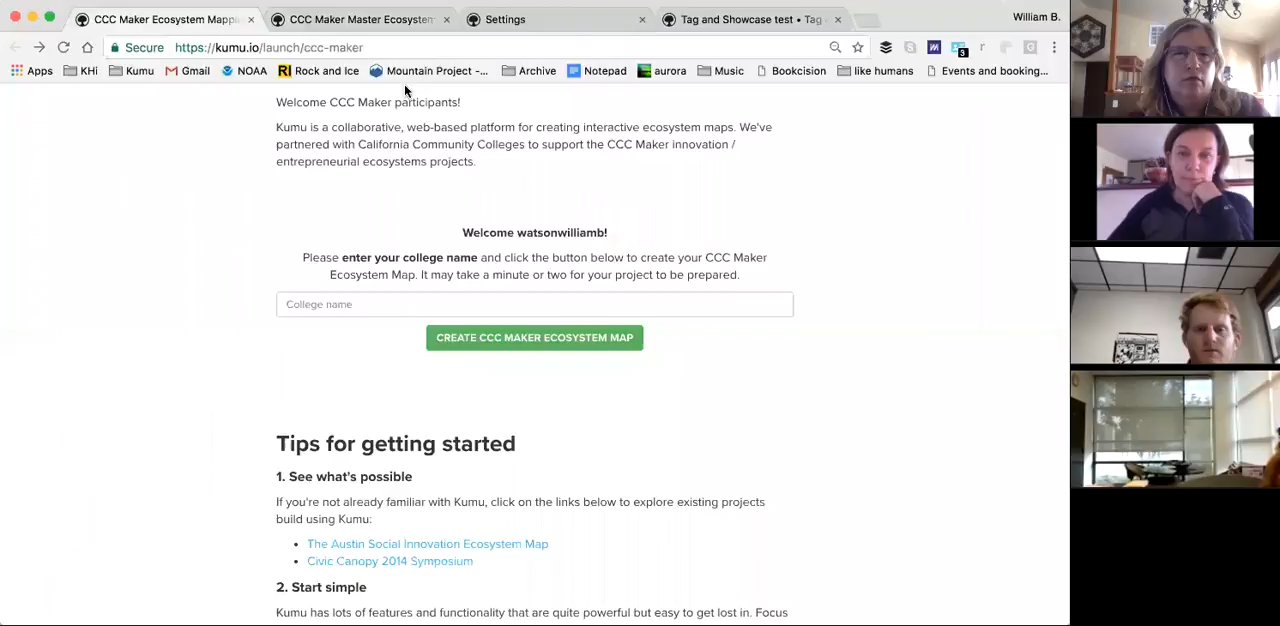 CCC Maker Ecosystem Mapp × CCC Maker Master Ecosystem × Settings × Tag and Showcase test • Tag × William B.
Secure https://kumu.io/launch/ccc-maker
Apps KHi Kumu Gmail NOAA Rock and Ice Mountain Project -... Archive Notepad aurora Music Bookcision like humans Events and booking...
Welcome CCC Maker participants!
Kumu is a collaborative, web-based platform for creating interactive ecosystem maps. We've
partnered with California Community Colleges to support the CCC Maker innovation /
entrepreneurial ecosystems projects.
Welcome watsonwilliamb!
Please enter your college name and click the button below to create your CCC Maker
Ecosystem Map. It may take a minute or two for your project to be prepared.
College name
CREATE CCC MAKER ECOSYSTEM MAP
Tips for getting started
1. See what's possible
If you're not already familiar with Kumu, click on the links below to explore existing projects
build using Kumu:
• The Austin Social Innovation Ecosystem Map
• Civic Canopy 2014 Symposium
2. Start simple
Kumu has lots of features and functionality that are quite powerful but easy to get lost in. Focus